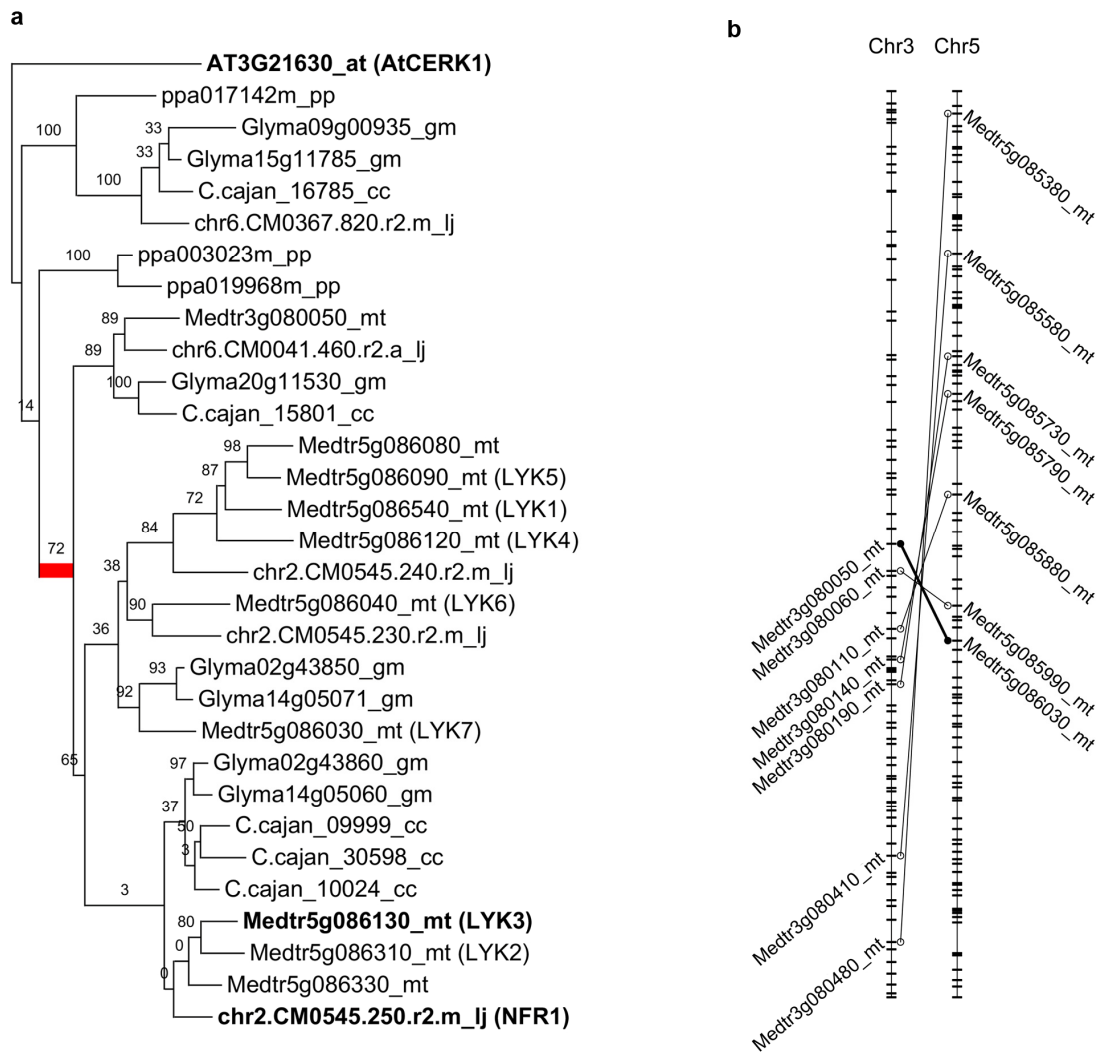 a
AT3G21630_at (AtCERK1)
ppa017142m_pp
100
33
Glyma09g00935_gm
33
Glyma15g11785_gm
100
C.cajan_16785_cc
chr6.CM0367.820.r2.m_lj
100
ppa003023m_pp
ppa019968m_pp
89
Medtr3g080050_mt
89
chr6.CM0041.460.r2.a_lj
100
Glyma20g11530_gm
14
C.cajan_15801_cc
98
Medtr5g086080_mt
87
Medtr5g086090_mt (LYK5)
72
Medtr5g086540_mt (LYK1)
84
Medtr5g086120_mt (LYK4)
72
38
chr2.CM0545.240.r2.m_lj
90
Medtr5g086040_mt (LYK6)
36
chr2.CM0545.230.r2.m_lj
93
Glyma02g43850_gm
92
Glyma14g05071_gm
Medtr5g086030_mt (LYK7)
65
97
Glyma02g43860_gm
Glyma14g05060_gm
37
50
C.cajan_09999_cc
3
C.cajan_30598_cc
3
C.cajan_10024_cc
80
Medtr5g086130_mt (LYK3)
0
Medtr5g086310_mt (LYK2)
0
Medtr5g086330_mt
chr2.CM0545.250.r2.m_lj (NFR1)
b
Chr3
Chr5
Medtr5g085380_mt
Medtr5g085580_mt
Medtr5g085730_mt
Medtr5g085790_mt
Medtr5g085880_mt
Medtr5g085990_mt
Medtr5g086030_mt
Medtr3g080050_mt
Medtr3g080060_mt
Medtr3g080110_mt
Medtr3g080140_mt
Medtr3g080190_mt
Medtr3g080410_mt
Medtr3g080480_mt